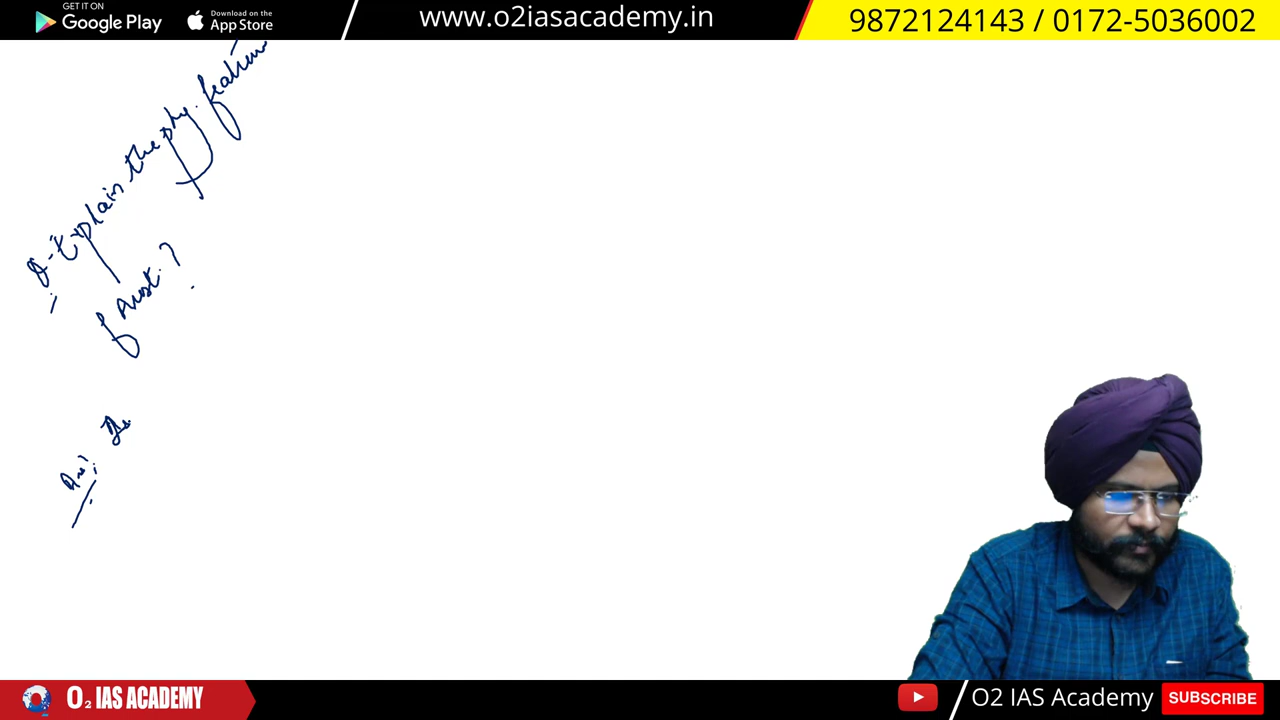 GET IT ON
Google Play
Download on the
App Store
www.o2iasacademy.in
9872124143 / 0172-5036002
Q- Explain the phy. features
of Aust. ?
Ans:
O2 IAS ACADEMY
O2 IAS Academy
SUBSCRIBE